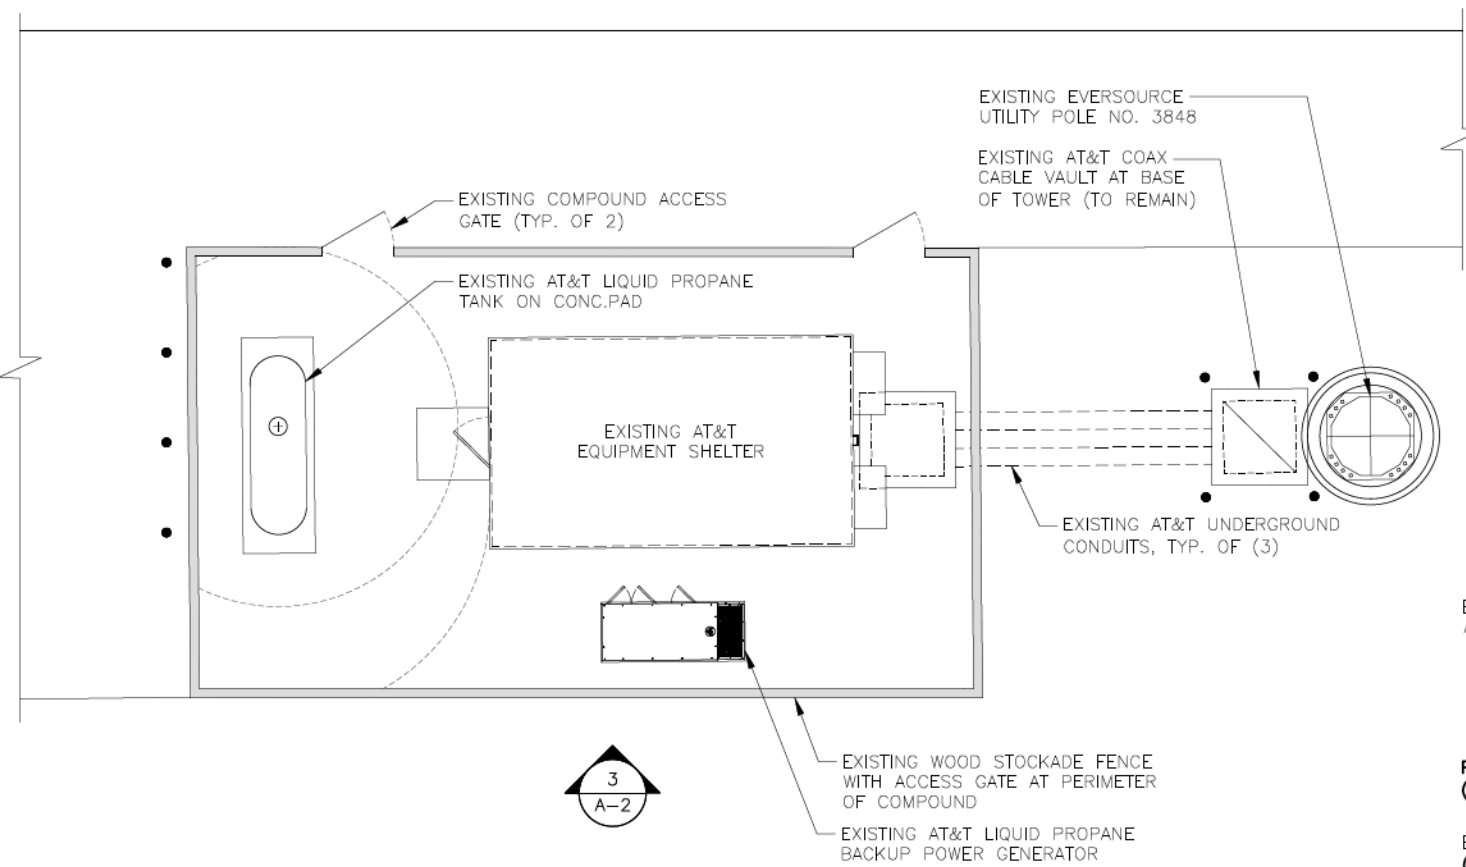 EXISTING EVERSOURCE
UTILITY POLE NO. 3848
EXISTING AT&T COAX
CABLE VAULT AT BASE
OF TOWER (TO REMAIN)
EXISTING COMPOUND ACCESS
GATE (TYP. OF 2)
EXISTING AT&T LIQUID PROPANE
TANK ON CONC.PAD
EXISTING AT&T
EQUIPMENT SHELTER
EXISTING AT&T UNDERGROUND
CONDUITS, TYP. OF (3)
EXISTING WOOD STOCKADE FENCE
WITH ACCESS GATE AT PERIMETER
OF COMPOUND
3
A-2
EXISTING AT&T LIQUID PROPANE
BACKUP POWER GENERATOR